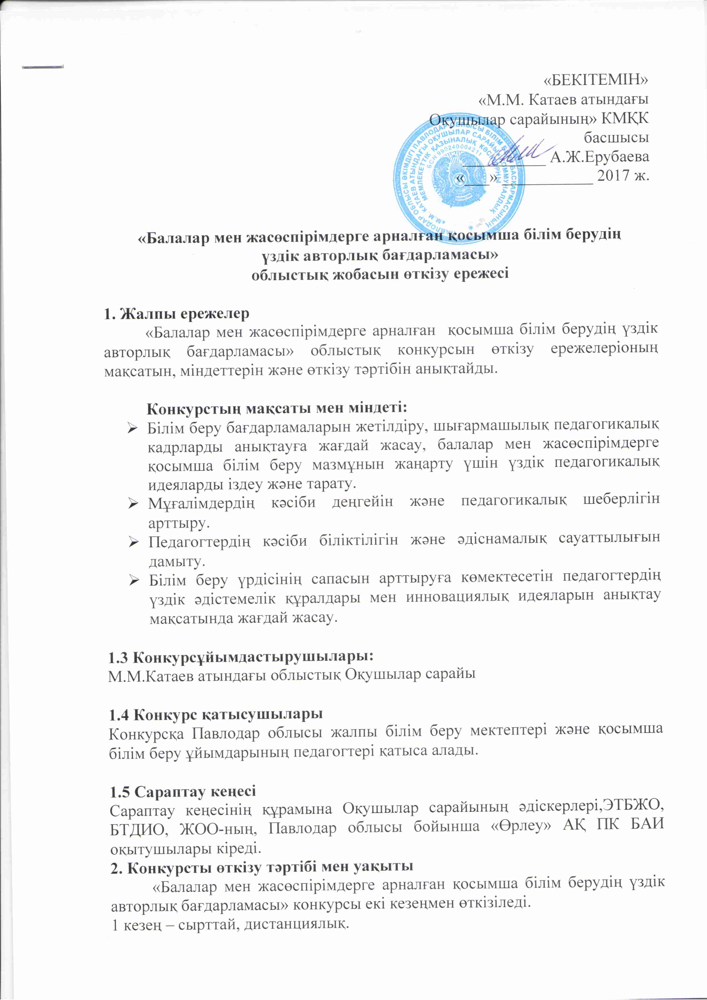 «БЕКІТЕМІН»
«М.М. Катаев атындағы
Оқушылар сарайының» КМҚК
басшысы
____________ А.Ж.Ерубаева
«___» ____________ 2017 ж.
БСН 990240004211
«Балалар мен жасөспірімдерге арналған қосымша білім берудің
үздік авторлық бағдарламасы»
облыстық жобасын өткізу ережесі
1. Жалпы ережелер
«Балалар мен жасөспірімдерге арналған қосымша білім берудің үздік
авторлық бағдарламасы» облыстық конкурсын өткізу ережелеріоның
мақсатын, міндеттерін және өткізу тәртібін анықтайды.
Конкурстың мақсаты мен міндеті:
➢ Білім беру бағдарламаларын жетілдіру, шығармашылық педагогикалық
кадрларды анықтауға жағдай жасау, балалар мен жасөспірімдерге
қосымша білім беру мазмұнын жаңарту үшін үздік педагогикалық
идеяларды іздеу және тарату.
➢ Мұғалімдердің кәсіби деңгейін және педагогикалық шеберлігін
арттыру.
➢ Педагогтердің кәсіби біліктілігін және әдіснамалық сауаттылығын
дамыту.
➢ Білім беру үрдісінің сапасын арттыруға көмектесетін педагогтердің
үздік әдістемелік құралдары мен инновациялық идеяларын анықтау
мақсатында жағдай жасау.
1.3 Конкурсұйымдастырушылары:
М.М.Катаев атындағы облыстық Оқушылар сарайы
1.4 Конкурс қатысушылары
Конкурсқа Павлодар облысы жалпы білім беру мектептері және қосымша
білім беру ұйымдарының педагогтері қатыса алады.
1.5 Сараптау кеңесі
Сараптау кеңесінің құрамына Оқушылар сарайының әдіскерлері,ЭТБЖО,
БТДИО, ЖОО-ның, Павлодар облысы бойынша «Өрлеу» АҚ ПК БАИ
оқытушылары кіреді.
2. Конкурсты өткізу тәртібі мен уақыты
«Балалар мен жасөспірімдерге арналған қосымша білім берудің үздік
авторлық бағдарламасы» конкурсы екі кезеңмен өткізіледі.
1 кезең – сырттай, дистанциялық.